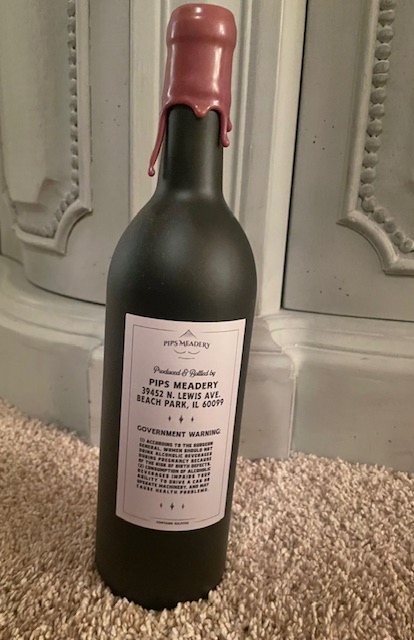 PIPS MEADERY
Produced & Bottled by
PIPS MEADERY
39452 N. LEWIS AVE.
BEACH PARK, IL 60099
GOVERNMENT WARNING:
(1) ACCORDING TO THE SURGEON
GENERAL, WOMEN SHOULD NOT
DRINK ALCOHOLIC BEVERAGES
DURING PREGNANCY BECAUSE
OF THE RISK OF BIRTH DEFECTS.
(2) CONSUMPTION OF ALCOHOLIC
BEVERAGES IMPAIRS YOUR
ABILITY TO DRIVE A CAR OR
OPERATE MACHINERY, AND MAY
CAUSE HEALTH PROBLEMS.
CONTAINS SULFITES